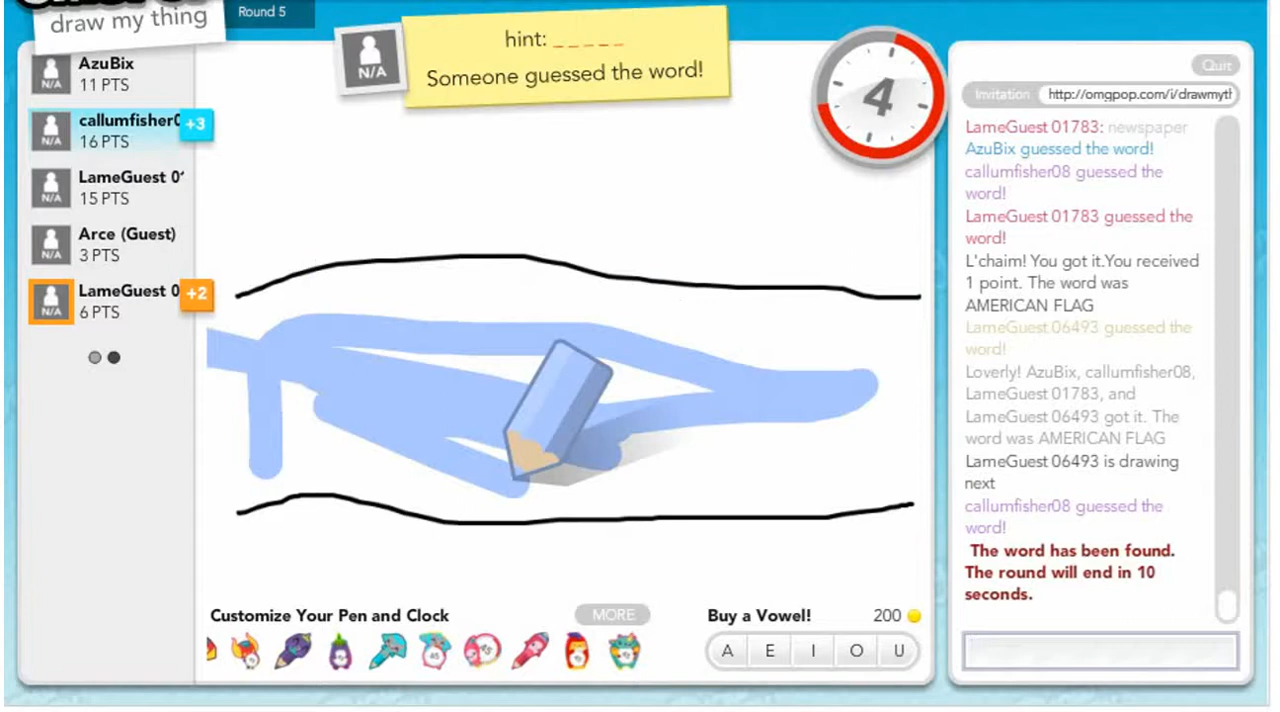 draw my thing
Round 5
hint: _ _ _ _ _
Someone guessed the word!
N/A
4
AzuBix
11 PTS
N/A
callumfisher0
16 PTS
+3
N/A
LameGuest 0
15 PTS
N/A
Arce (Guest)
3 PTS
N/A
LameGuest 0
6 PTS
+2
N/A
Customize Your Pen and Clock
MORE
Buy a Vowel!
200
A E I O U
Quit
Invitation http://omgpop.com/i/drawmyth
LameGuest 01783: newspaper
AzuBix guessed the word!
callumfisher08 guessed the
word!
LameGuest 01783 guessed the
word!
L'chaim! You got it.You received
1 point. The word was
AMERICAN FLAG
LameGuest 06493 guessed the
word!
Loverly! AzuBix, callumfisher08,
LameGuest 01783, and
LameGuest 06493 got it. The
word was AMERICAN FLAG
LameGuest 06493 is drawing
next
callumfisher08 guessed the
word!
The word has been found.
The round will end in 10
seconds.